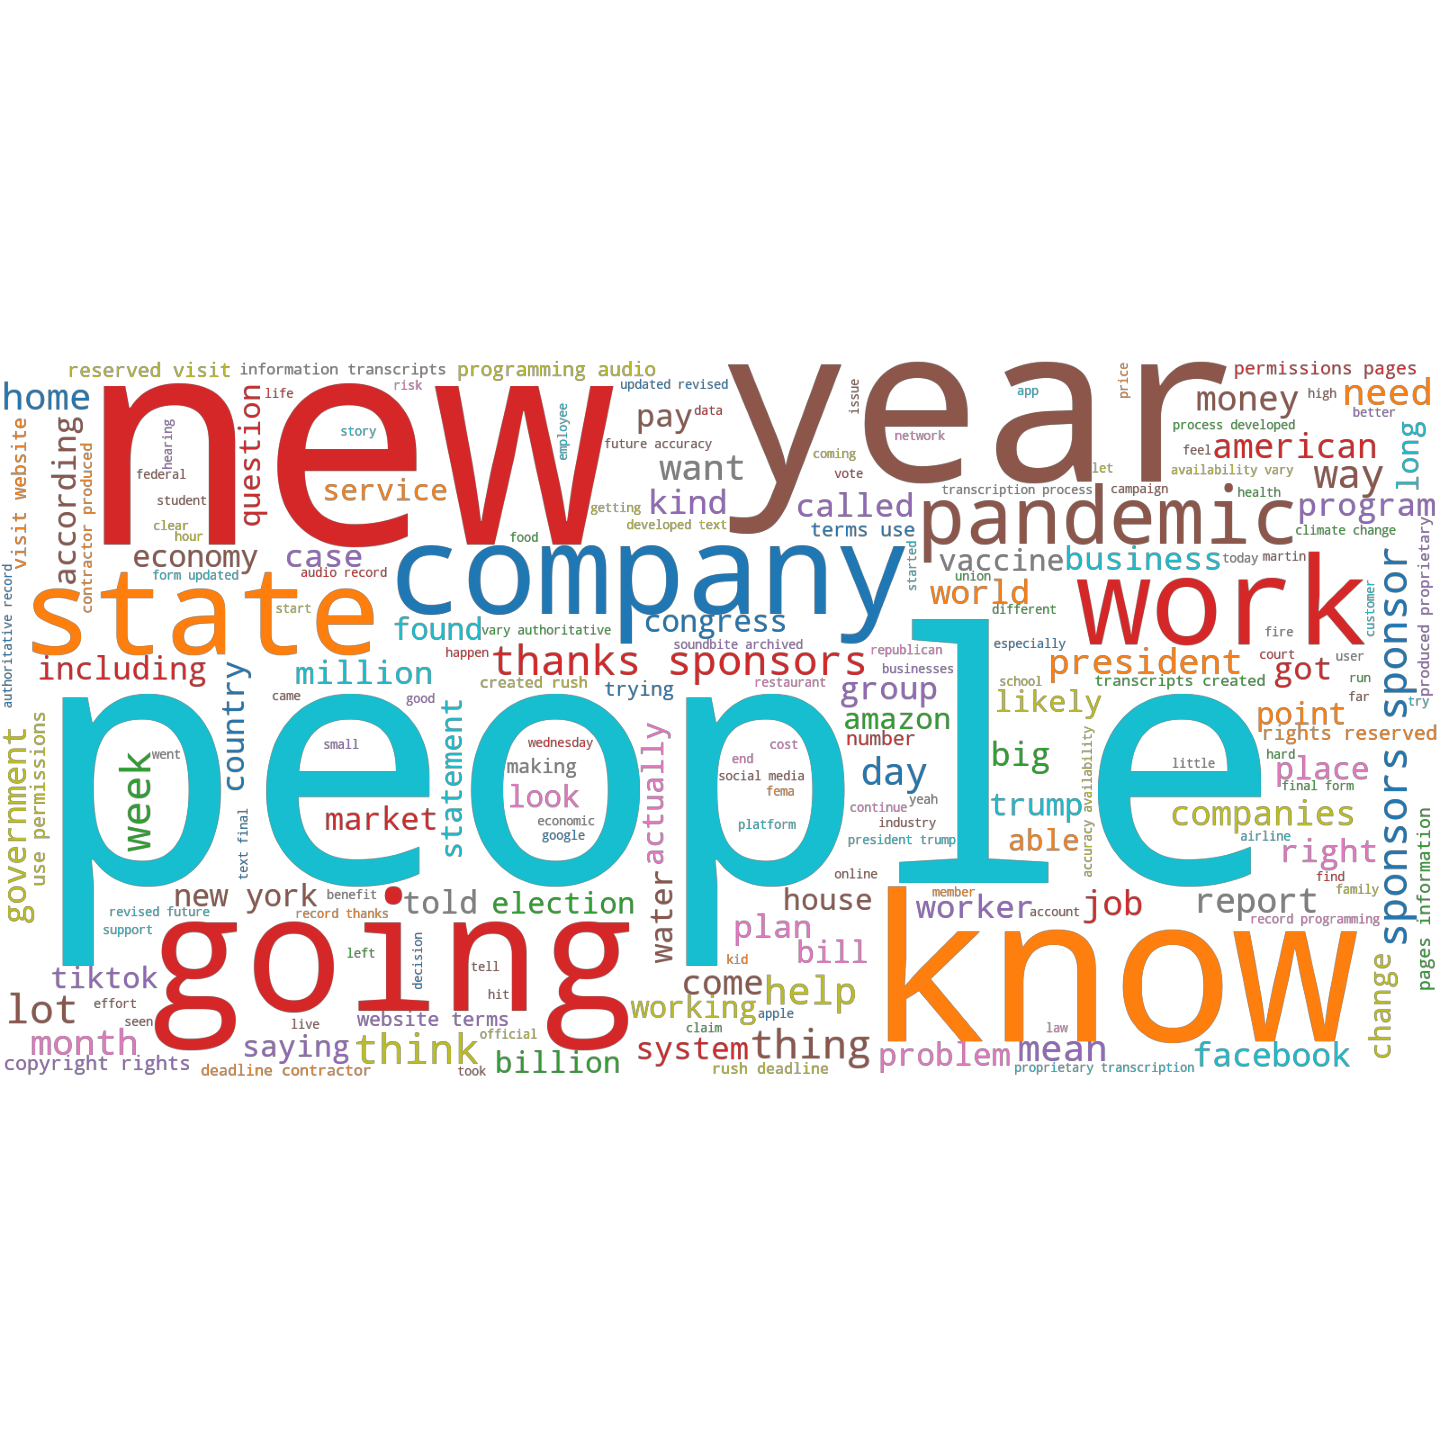 reserved visit
information transcripts
programming audio
new
year
permissions pages
home
life
risk
updated revised
app
price
money
high
need
better
pay
data
issue
according
contractor produced
visit website
hearing
question
story
employee
future accuracy
network
process developed
american
feel
long
federal
want
coming
vote
let
availability vary
way
student
service
getting
kind
called
transcription process
campaign
health
program
clear
hour
developed text
terms use
pandemic
climate change
food
economy
case
company
started
vaccine
business
today
martin
form updated
audio record
union
world
work
state
start
found
vary authoritative
congress
different
customer
fire
produced proprietary
authoritative record
happen
soundbite archived
republican
especially
including
million
thanks sponsors
businesses
president
court
user
got
created rush
trying
restaurant
group
school
transcripts created
run
came
good
likely
far
try
sponsors sponsor
country
statement
amazon
point
government
use permissions
people
small
wednesday
actually
number
rights reserved
week
went
making
cost
end
social media
fema
day
big
little
hard
place
final form
look
economic
google
continue
yeah
trump
accuracy availability
companies
market
platform
industry
president trump
able
airline
right
text final
online
find
new york
benefit
told
election
water
house
member
worker
account
job
report
family
revised future
record thanks
support
plan
record programming
pages information
going
left
decision
tell
bill
know
tiktok
kid
come
hit
help
lot
effort
seen
live
website terms
working
apple
change
month
saying
think
official
claim
law
system
thing
problem
mean
facebook
copyright rights
deadline contractor
took
billion
rush deadline
proprietary transcription